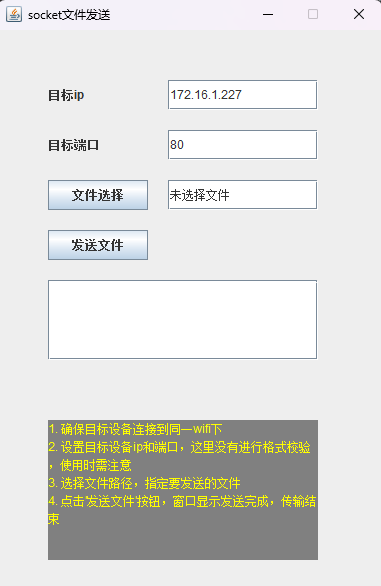 socket文件发送
目标ip
172.16.1.227
目标端口
80
文件选择
未选择文件
发送文件
1. 确保目标设备连接到同一wifi下
2. 设置目标设备ip和端口，这里没有进行格式校验
，使用时需注意
3. 选择文件路径，指定要发送的文件
4. 点击'发送文件'按钮，窗口显示发送完成，传输结
束